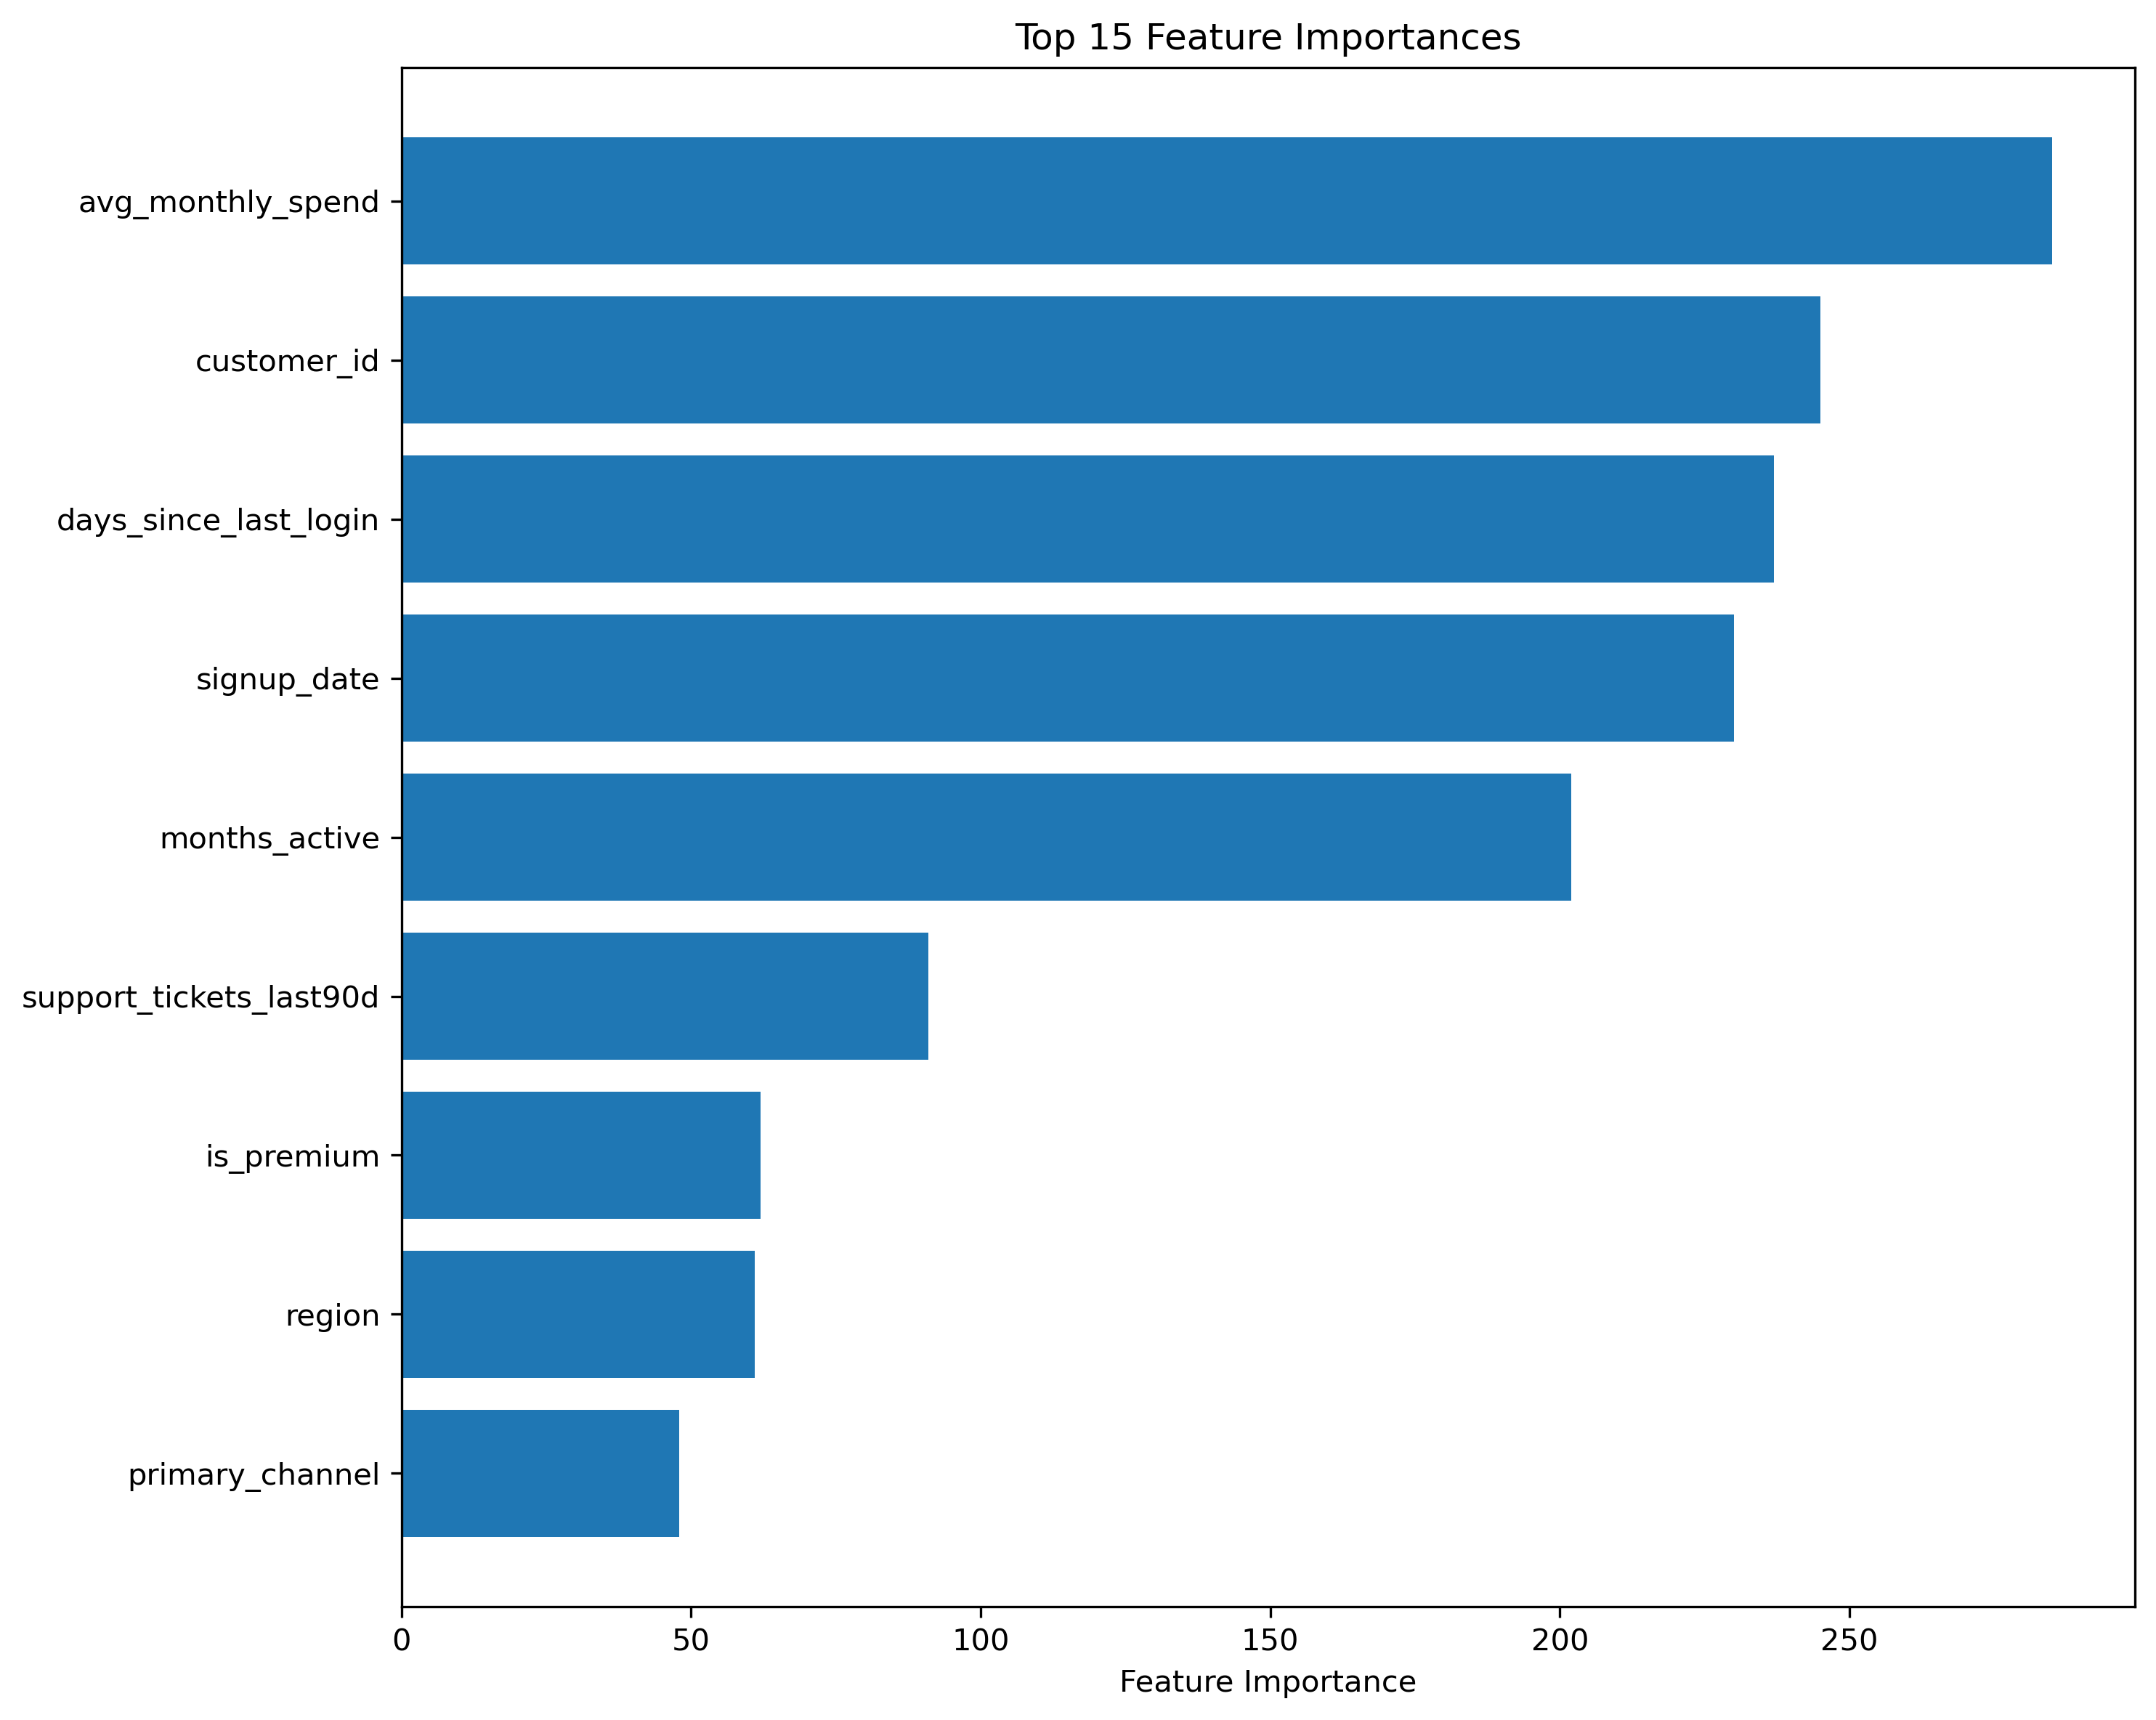 Top 15 Feature Importances
avg_monthly_spend
customer_id
days_since_last_login
signup_date
months_active
support_tickets_last90d
is_premium
region
primary_channel
0 50 100 150 200 250
Feature Importance